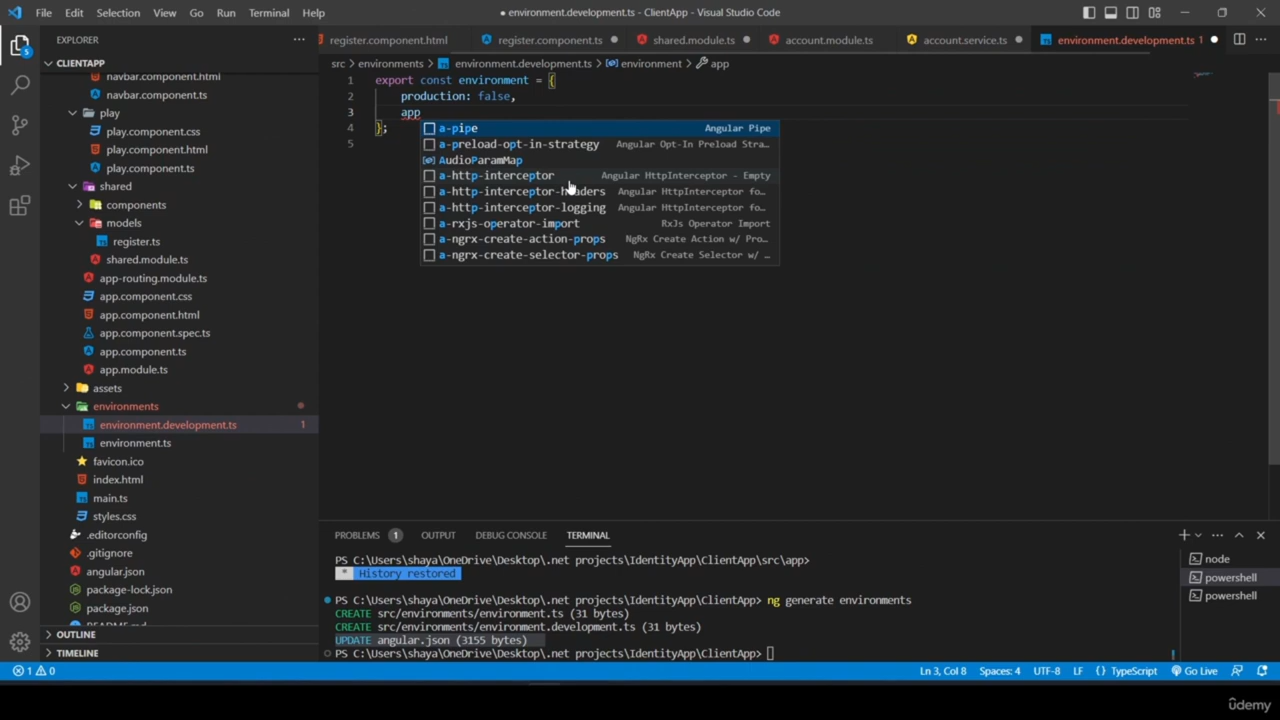 File Edit Selection View Go Run Terminal Help
environment.development.ts - ClientApp - Visual Studio Code
EXPLORER
register.component.html register.component.ts shared.module.ts account.module.ts account.service.ts environment.development.ts 1
CLIENTAPP
src > environments > environment.development.ts > environment > app
navbar.component.html
navbar.component.ts
play
play.component.css
play.component.html
play.component.ts
shared
components
models
register.ts
shared.module.ts
app-routing.module.ts
app.component.css
app.component.html
app.component.spec.ts
app.component.ts
app.module.ts
assets
environments
environment.development.ts 1
environment.ts
favicon.ico
index.html
main.ts
styles.css
.editorconfig
.gitignore
angular.json
package-lock.json
package.json
OUTLINE
TIMELINE
1 export const environment = {
2 production: false,
3 app
4 };
5
a-pipe Angular Pipe
a-preload-opt-in-strategy Angular Opt-In Preload Stra...
AudioParamMap
a-http-interceptor Angular HttpInterceptor - Empty
a-http-interceptor-headers Angular HttpInterceptor fo...
a-http-interceptor-logging Angular HttpInterceptor fo...
a-rxjs-operator-import RxJs Operator Import
a-ngrx-create-action-props NgRx Create Action w/ Pro...
a-ngrx-create-selector-props NgRx Create Selector w/ ...
PROBLEMS 1 OUTPUT DEBUG CONSOLE TERMINAL
PS C:\Users\shaya\OneDrive\Desktop\.net projects\IdentityApp\ClientApp\src\app>
* History restored
PS C:\Users\shaya\OneDrive\Desktop\.net projects\IdentityApp\ClientApp> ng generate environments
CREATE src/environments/environment.ts (31 bytes)
CREATE src/environments/environment.development.ts (31 bytes)
UPDATE angular.json (3155 bytes)
PS C:\Users\shaya\OneDrive\Desktop\.net projects\IdentityApp\ClientApp>
node
powershell
powershell
1 0 Ln 3, Col 8 Spaces: 4 UTF-8 LF {} TypeScript Go Live
ûdemy